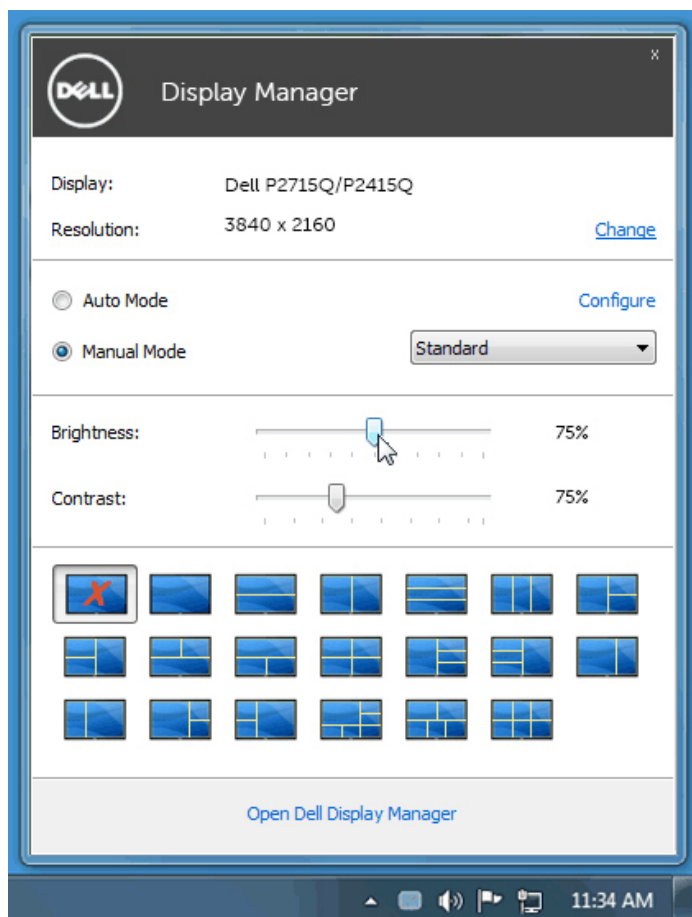 x
DELL
Display Manager
Display: Dell P2715Q/P2415Q
Resolution: 3840 x 2160 Change
Auto Mode Configure
Manual Mode Standard
Brightness: 75%
Contrast: 75%
X
Open Dell Display Manager
11:34 AM